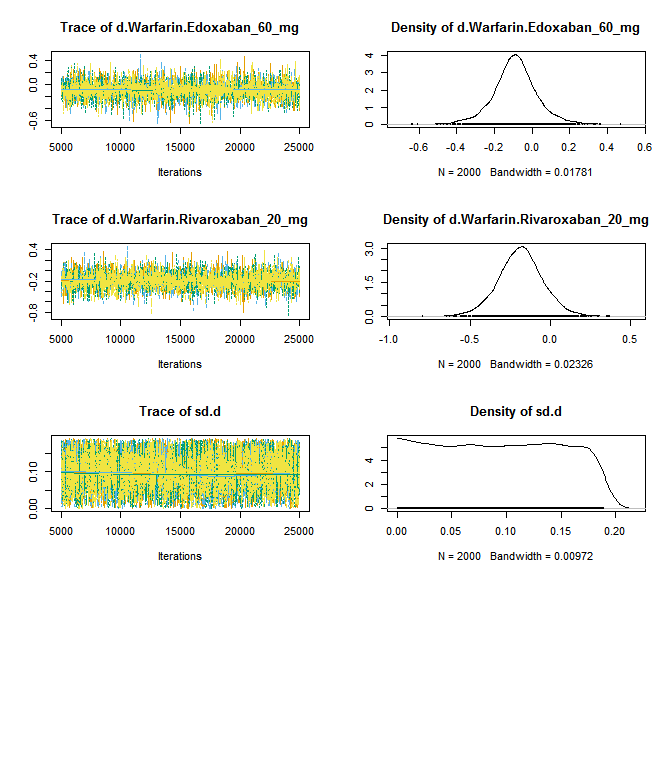 Trace of d.Warfarin.Edoxaban_60_mg
-0.6 0.0 0.4
5000 10000 15000 20000 25000
Iterations
Density of d.Warfarin.Edoxaban_60_mg
0 1 2 3 4
-0.6 -0.4 -0.2 0.0 0.2 0.4 0.6
N = 2000 Bandwidth = 0.01781
Trace of d.Warfarin.Rivaroxaban_20_mg
-0.8 -0.2 0.4
5000 10000 15000 20000 25000
Iterations
Density of d.Warfarin.Rivaroxaban_20_mg
0.0 1.5 3.0
-1.0 -0.5 0.0 0.5
N = 2000 Bandwidth = 0.02326
Trace of sd.d
0.00 0.10
5000 10000 15000 20000 25000
Iterations
Density of sd.d
0 2 4
0.00 0.05 0.10 0.15 0.20
N = 2000 Bandwidth = 0.00972